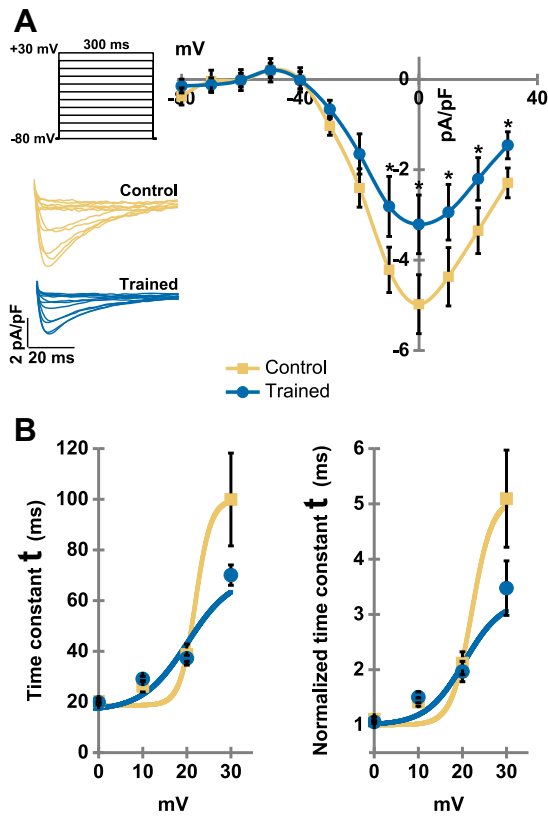 A
+30 mV
300 ms
-80 mV
Control
Trained
2 pA/pF
20 ms
mV
-80
-40
0
40
pA/pF
-2
-4
-6
* * * * *
Control
Trained
B
Time constant t (ms)
120
100
80
60
40
20
0
0 10 20 30
mV
Normalized time constant t (ms)
6
5
4
3
2
1
0 10 20 30
mV